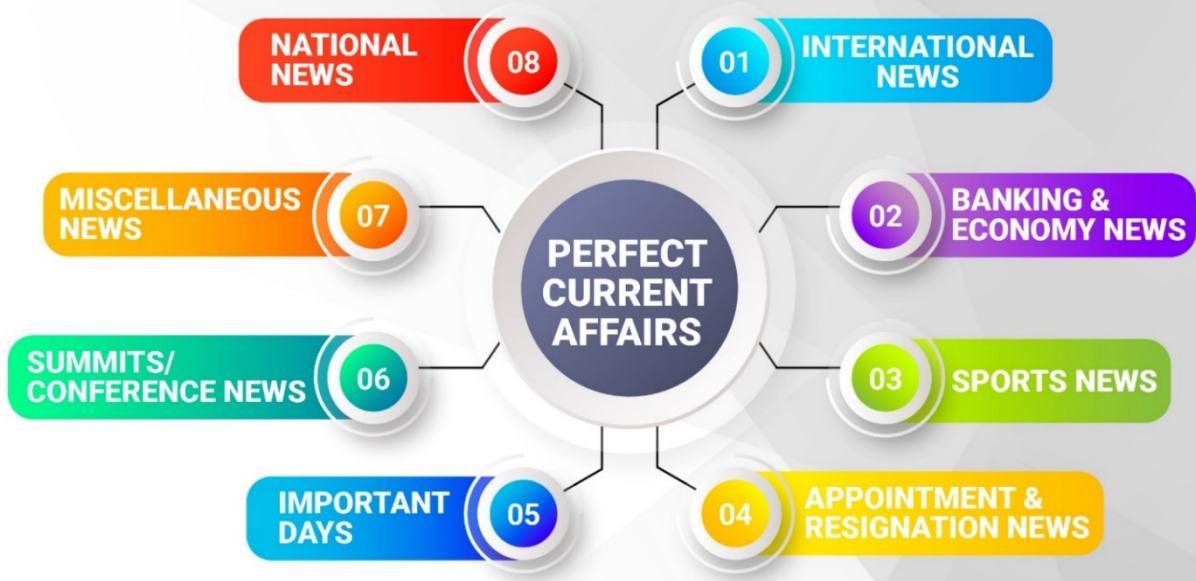 NATIONAL
NEWS
08
01
INTERNATIONAL
NEWS
MISCELLANEOUS
NEWS
07
02
BANKING &
ECONOMY NEWS
PERFECT
CURRENT
AFFAIRS
SUMMITS/
CONFERENCE NEWS
06
03
SPORTS NEWS
IMPORTANT
DAYS
05
04
APPOINTMENT &
RESIGNATION NEWS